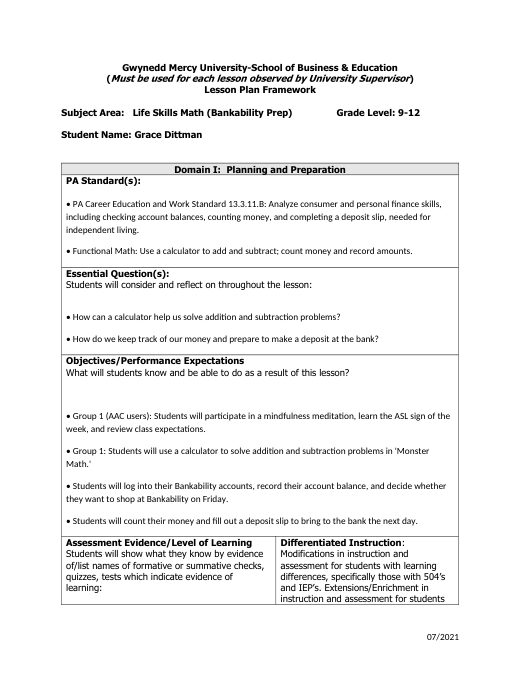 Gwynedd Mercy University-School of Business & Education
(Must be used for each lesson observed by University Supervisor)
Lesson Plan Framework
Subject Area:   Life Skills Math (Bankability Prep)   Grade Level: 9-12
Student Name: Grace Dittman
Domain I:  Planning and Preparation
PA Standard(s):
• PA Career Education and Work Standard 13.3.11.B: Analyze consumer and personal finance skills,
including checking account balances, counting money, and completing a deposit slip, needed for
independent living.
• Functional Math: Use a calculator to add and subtract; count money and record amounts.
Essential Question(s):
Students will consider and reflect on throughout the lesson:
• How can a calculator help us solve addition and subtraction problems?
• How do we keep track of our money and prepare to make a deposit at the bank?
Objectives/Performance Expectations
What will students know and be able to do as a result of this lesson?
• Group 1 (AAC users): Students will participate in a mindfulness meditation, learn the ASL sign of the
week, and review class expectations.
• Group 1: Students will use a calculator to solve addition and subtraction problems in ‘Monster
Math.’
• Students will log into their Bankability accounts, record their account balance, and decide whether
they want to shop at Bankability on Friday.
• Students will count their money and fill out a deposit slip to bring to the bank the next day.
Assessment Evidence/Level of Learning
Students will show what they know by evidence
of/list names of formative or summative checks,
quizzes, tests which indicate evidence of
learning:
Differentiated Instruction:
Modifications in instruction and
assessment for students with learning
differences, specifically those with 504’s
and IEP’s. Extensions/Enrichment in
instruction and assessment for students
07/2021